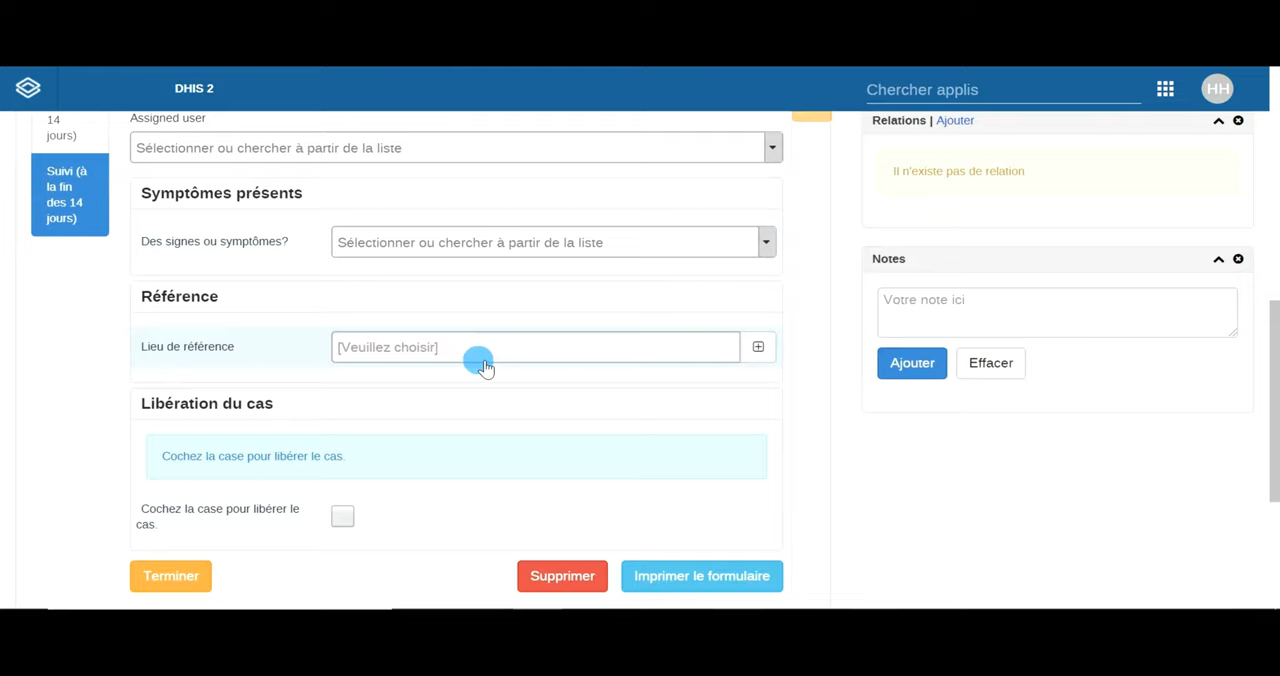 DHIS 2
Chercher applis
HH
14
jours)
Suivi (à
la fin
des 14
jours)
Assigned user
Sélectionner ou chercher à partir de la liste
Symptômes présents
Des signes ou symptômes?
Sélectionner ou chercher à partir de la liste
Référence
Lieu de référence
[Veuillez choisir]
Libération du cas
Cochez la case pour libérer le cas.
Cochez la case pour libérer le
cas.
Terminer
Supprimer
Imprimer le formulaire
Relations | Ajouter
Il n'existe pas de relation
Notes
Votre note ici
Ajouter
Effacer